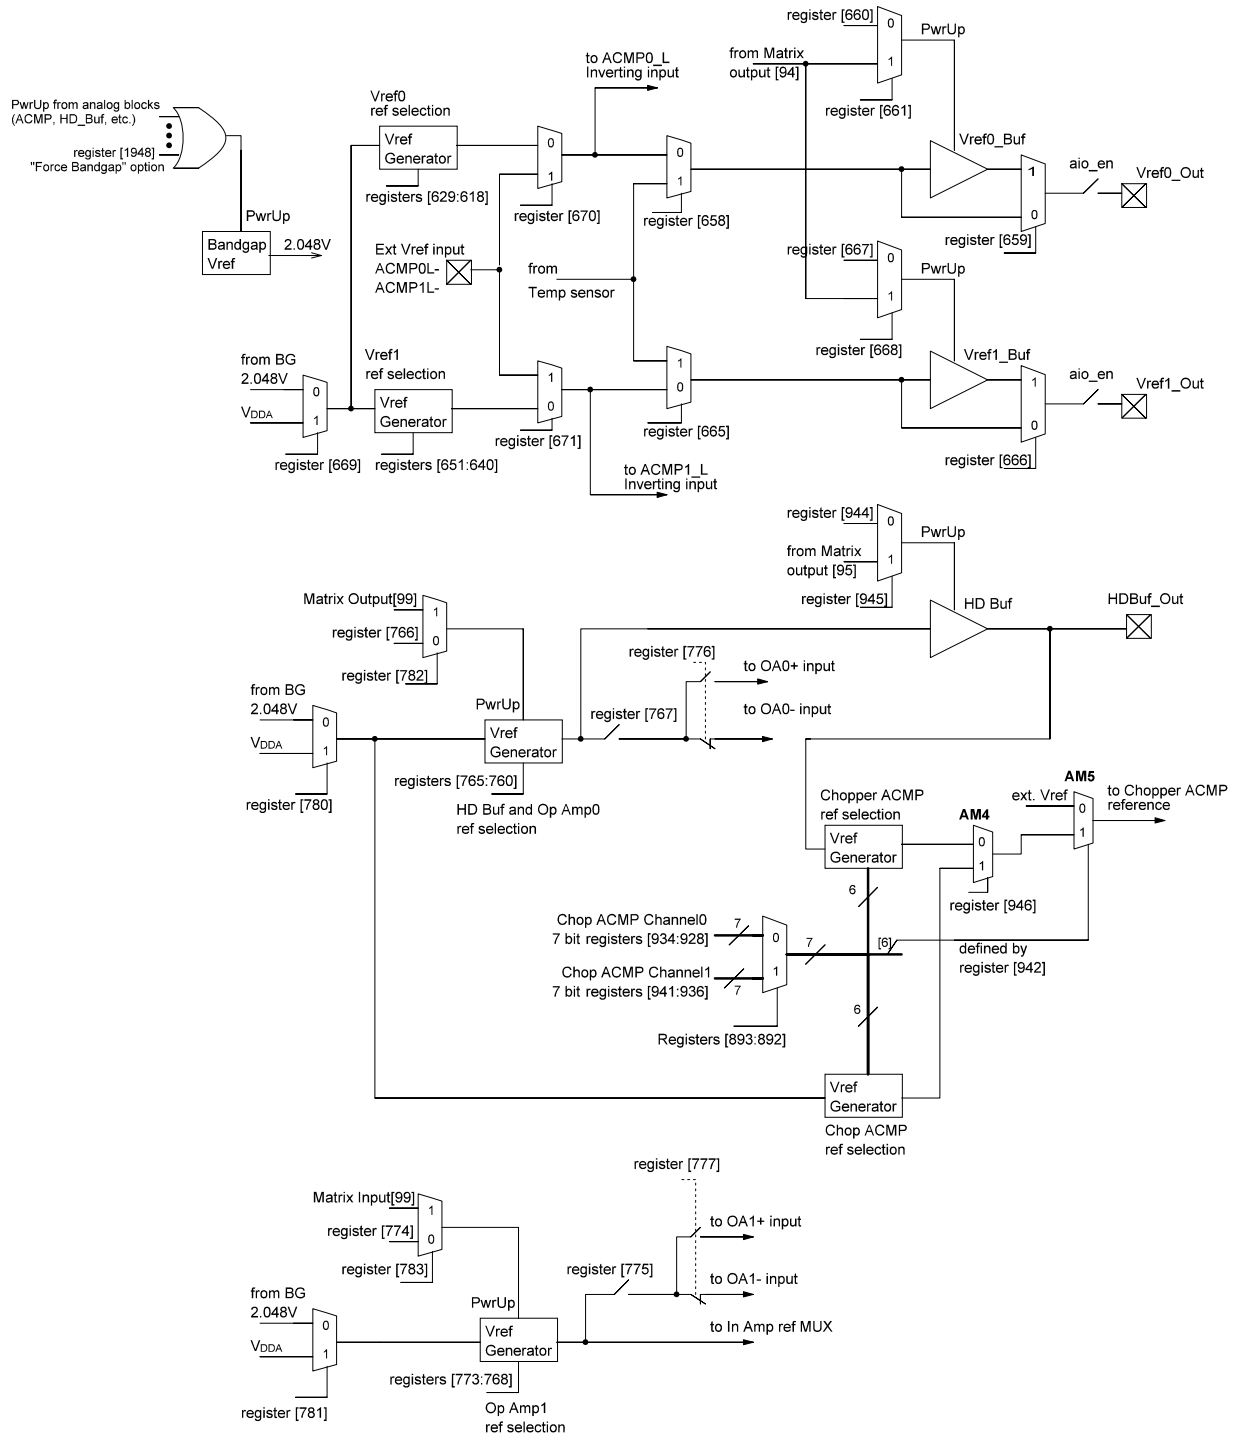 register [660]
0
PwrUp
from Matrix
output [94]
1
register [661]
to ACMP0_L
Inverting input
PwrUp from analog blocks
(ACMP, HD_Buf, etc.)
register [1948]
"Force Bandgap" option
PwrUp
Bandgap
Vref
2.048V
Vref0
ref selection
Vref
Generator
registers [629:618]
0
1
register [670]
0
1
register [658]
Vref0_Buf
1
0
register [659]
aio_en
Vref0_Out
Ext Vref input
ACMP0L-
ACMP1L-
from
Temp sensor
register [667]
0
1
PwrUp
register [668]
from BG
2.048V
VDDA
0
1
register [669]
Vref1
ref selection
Vref
Generator
registers [651:640]
1
0
register [671]
1
0
register [665]
Vref1_Buf
1
0
register [666]
aio_en
Vref1_Out
to ACMP1_L
Inverting input
register [944]
0
PwrUp
from Matrix
output [95]
1
register [945]
HD Buf
HDBuf_Out
Matrix Output[99]
1
register [766]
0
register [782]
PwrUp
from BG
2.048V
VDDA
0
1
register [780]
Vref
Generator
registers [765:760]
HD Buf and Op Amp0
ref selection
register [767]
register [776]
to OA0+ input
to OA0- input
Chopper ACMP
ref selection
Vref
Generator
AM4
0
1
register [946]
AM5
ext. Vref
0
1
to Chopper ACMP
reference
6
Chop ACMP Channel0
7 bit registers [934:928]
7
0
Chop ACMP Channel1
7 bit registers [941:936]
7
1
7
[6]
defined by
register [942]
Registers [893:892]
6
Vref
Generator
Chop ACMP
ref selection
register [777]
Matrix Input[99]
1
register [774]
0
register [783]
PwrUp
from BG
2.048V
VDDA
0
1
register [781]
Vref
Generator
registers [773:768]
Op Amp1
ref selection
register [775]
to OA1+ input
to OA1- input
to In Amp ref MUX